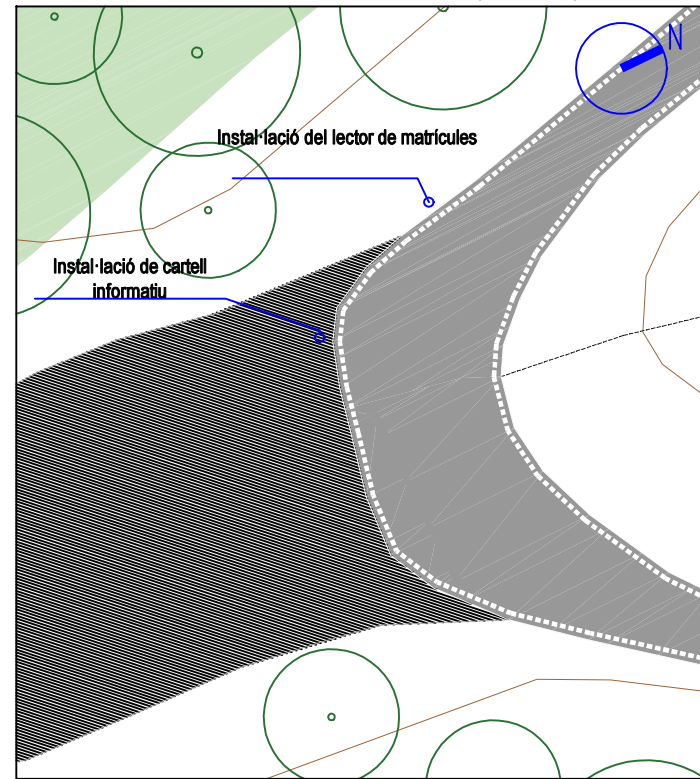 N
Instal·lació del lector de matrícules
Instal·lació de cartell
informatiu